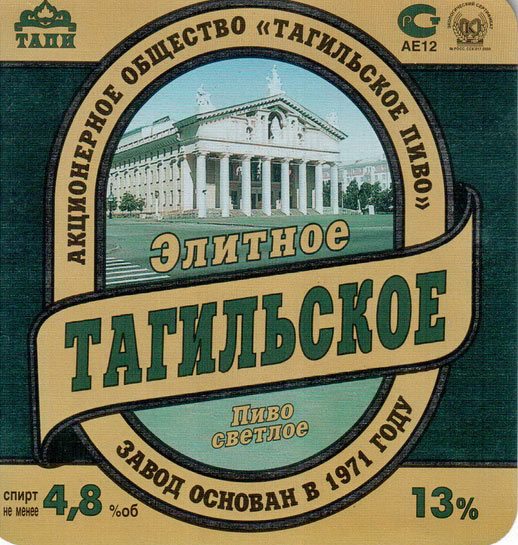 ТАПИ
РС
АЕ12
АКЦИОНЕРНОЕ ОБЩЕСТВО «ТАГИЛЬСКОЕ ПИВО»
Элитное
ТАГИЛЬСКОЕ
Пиво
светлое
ЗАВОД ОСНОВАН В 1971 ГОДУ
спирт
не менее 4,8 %об
13%